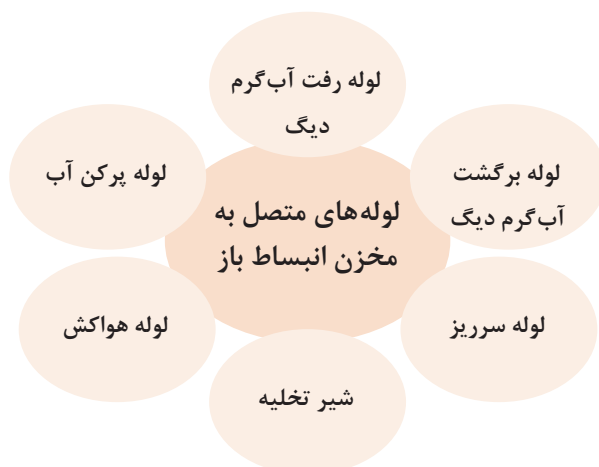 لوله‌های متصل به
مخزن انبساط باز
لوله رفت آب‌گرم
دیگ
لوله برگشت
آب‌گرم دیگ
لوله سرریز
شیر تخلیه
لوله هواکش
لوله پرکن آب